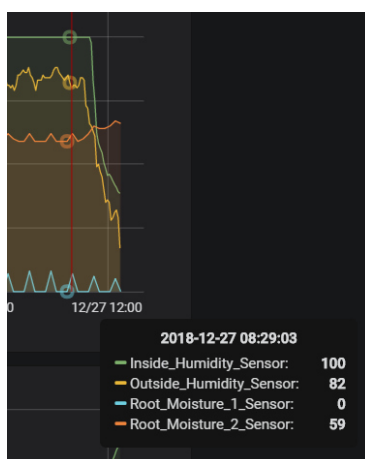 0 12/27 12:00
2018-12-27 08:29:03
Inside_Humidity_Sensor: 100
Outside_Humidity_Sensor: 82
Root_Moisture_1_Sensor: 0
Root_Moisture_2_Sensor: 59